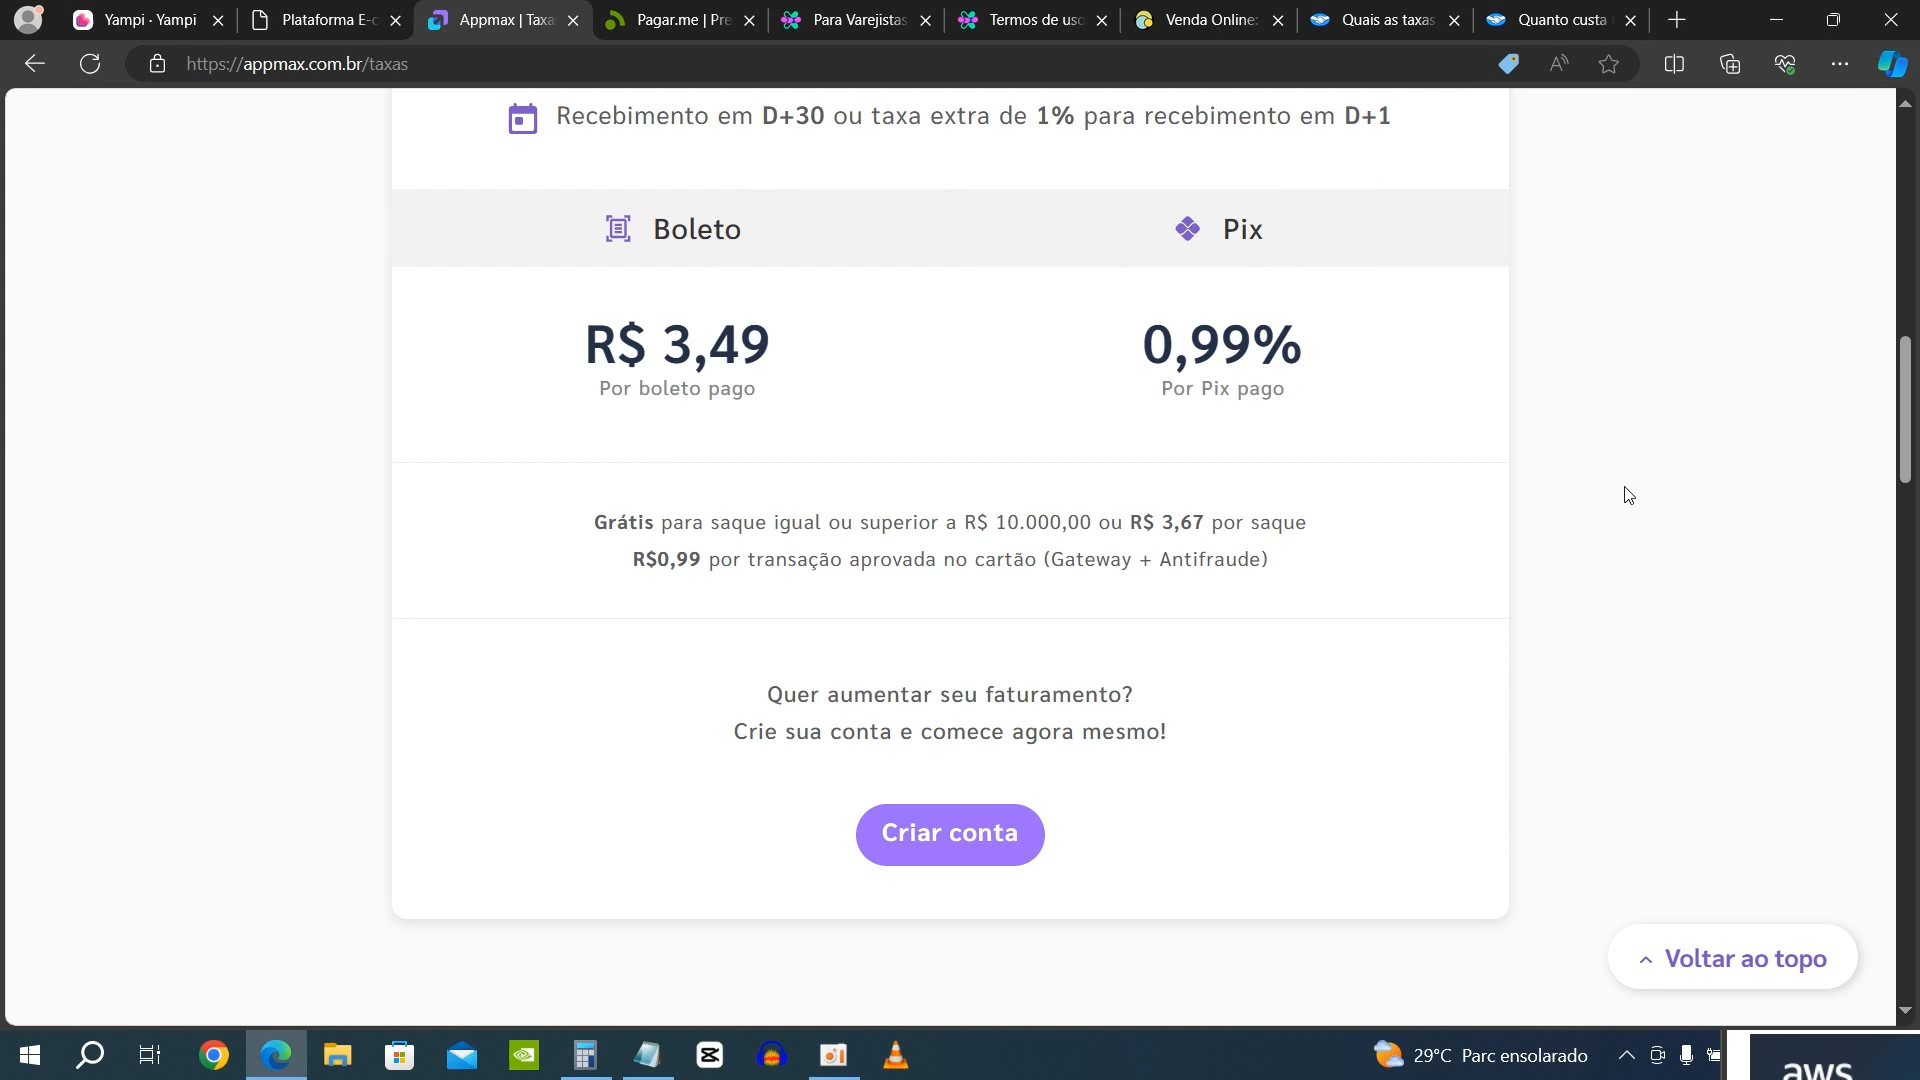 Yampi · Yampi
Plataforma E-c
Appmax | Taxa
Pagar.me | Pre
Para Varejistas
Termos de uso
Venda Online:
Quais as taxas
Quanto custa
https://appmax.com.br/taxas
Recebimento em D+30 ou taxa extra de 1% para recebimento em D+1
Boleto
Pix
R$ 3,49
0,99%
Por boleto pago
Por Pix pago
Grátis para saque igual ou superior a R$ 10.000,00 ou R$ 3,67 por saque
R$0,99 por transação aprovada no cartão (Gateway + Antifraude)
Quer aumentar seu faturamento?
Crie sua conta e comece agora mesmo!
Criar conta
Voltar ao topo
29°C Parc ensolarado
aws